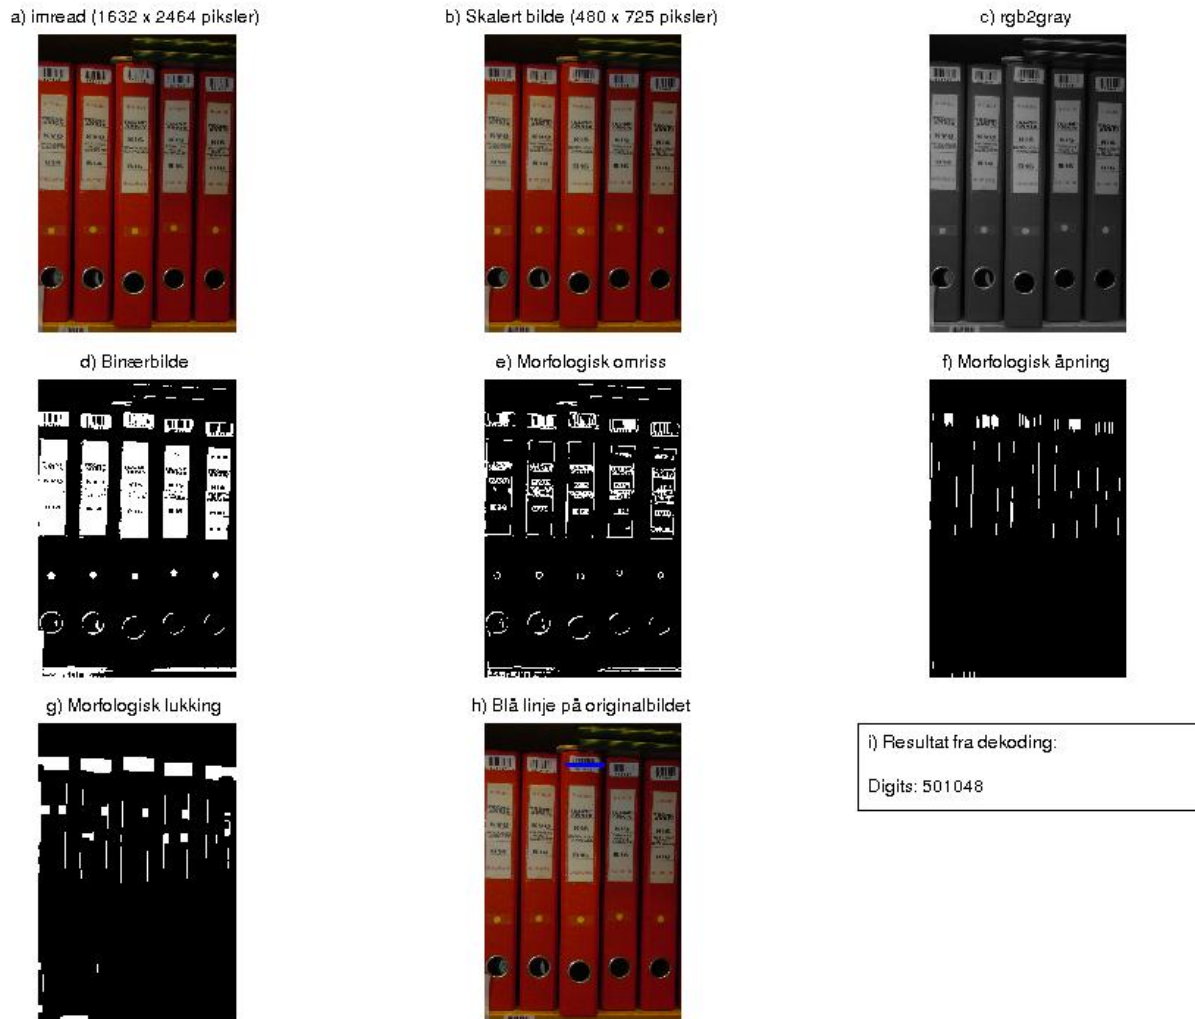 a) imread (1632 x 2464 piksler)
b) Skalert bilde (480 x 725 piksler)
c) rgb2gray
d) Binærbilde
e) Morfologisk omriss
f) Morfologisk åpning
g) Morfologisk lukking
h) Blå linje på originalbildet
i) Resultat fra dekoding:
Digits: 501048